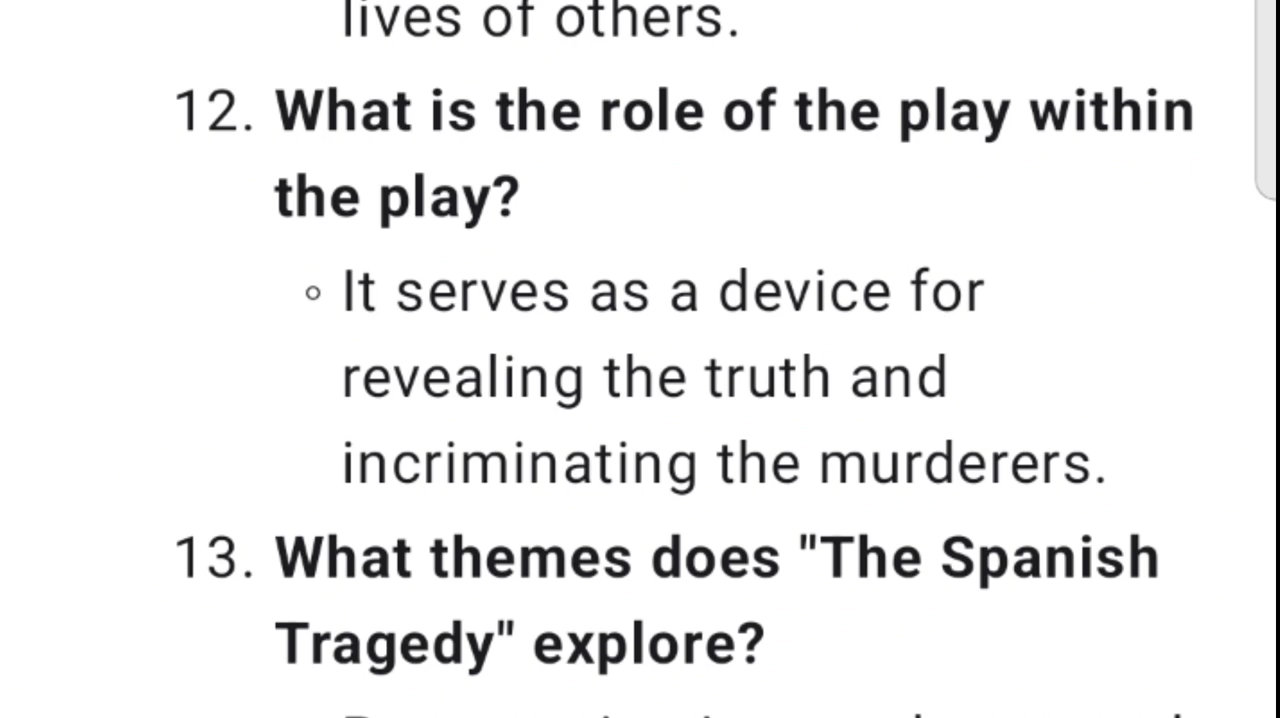 lives of others.
12. What is the role of the play within
the play?
◦ It serves as a device for
revealing the truth and
incriminating the murderers.
13. What themes does "The Spanish
Tragedy" explore?